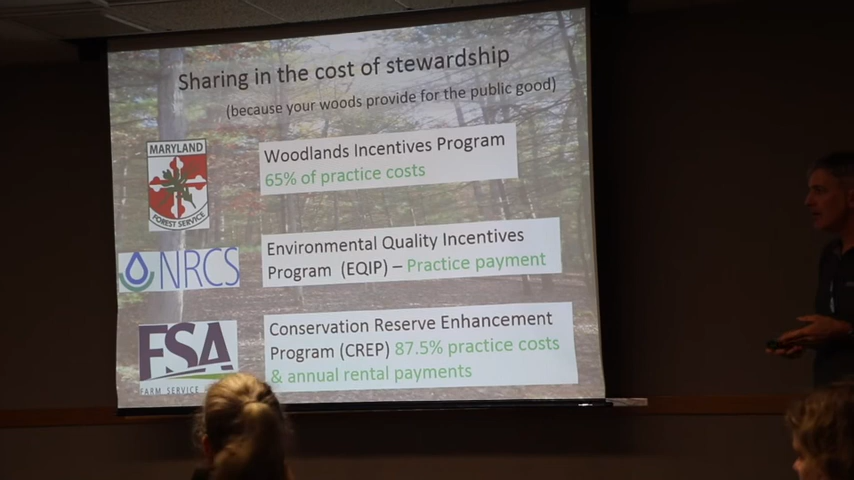 Sharing in the cost of stewardship
(because your woods provide for the public good)
MARYLAND
FOREST SERVICE
Woodlands Incentives Program
65% of practice costs
NRCS
Environmental Quality Incentives
Program (EQIP) – Practice payment
FSA
FARM SERVICE
Conservation Reserve Enhancement
Program (CREP) 87.5% practice costs
& annual rental payments